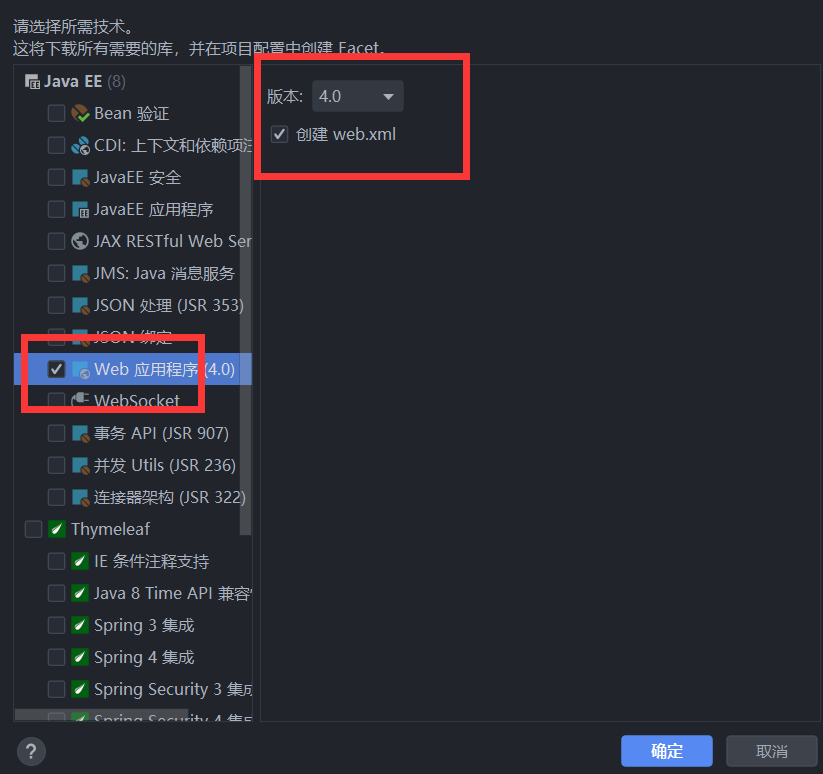 请选择所需技术。
这将下载所有需要的库，并在项目配置中创建 Facet。
Java EE (8)
Bean 验证
CDI: 上下文和依赖项
JavaEE 安全
JavaEE 应用程序
JAX RESTful Web Ser
JMS: Java 消息服务
JSON 处理 (JSR 353)
JSON 绑定
Web 应用程序 (4.0)
WebSocket
事务 API (JSR 907)
并发 Utils (JSR 236)
连接器架构 (JSR 322)
Thymeleaf
IE 条件注释支持
Java 8 Time API 兼容
Spring 3 集成
Spring 4 集成
Spring Security 3 集成
Spring Security 4 集成
版本: 4.0
创建 web.xml
?
确定
取消